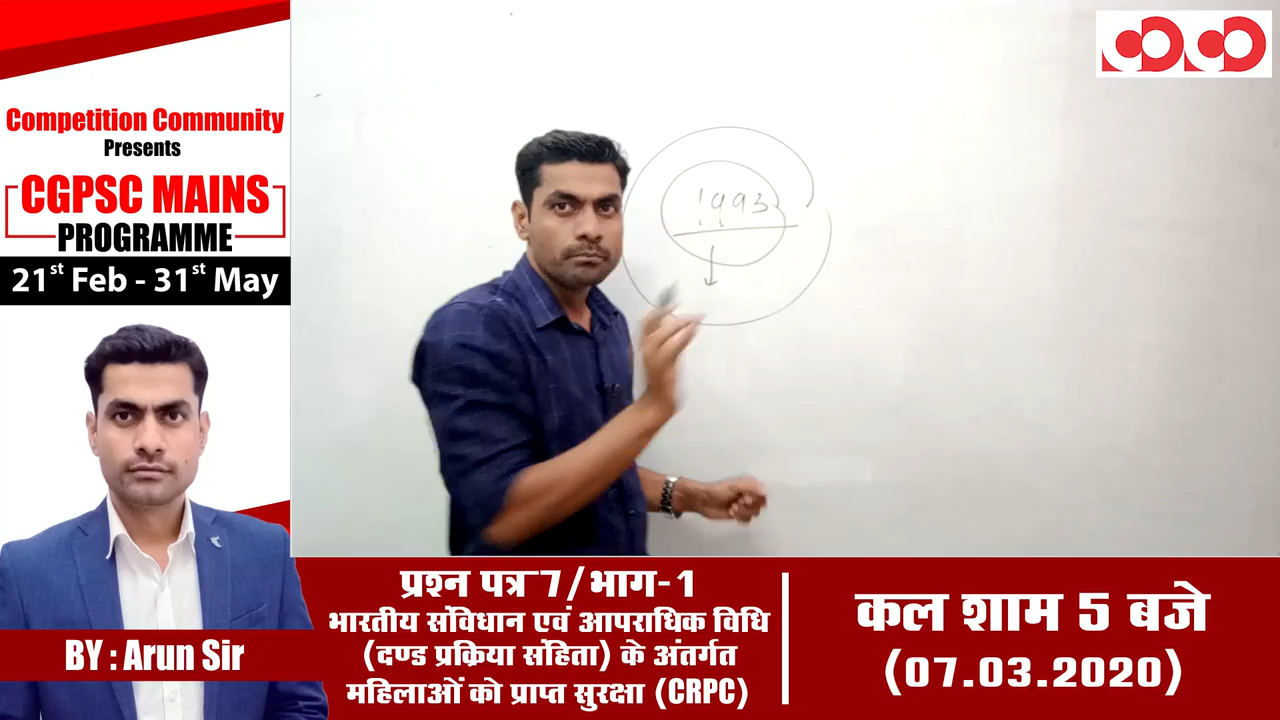 Competition Community
Presents
CGPSC MAINS
PROGRAMME
21st Feb - 31st May
BY : Arun Sir
1993
प्रश्न पत्र-7/भाग-1
भारतीय संविधान एवं आपराधिक विधि
(दण्ड प्रक्रिया संहिता) के अंतर्गत
महिलाओं को प्राप्त सुरक्षा (CRPC)
कल शाम 5 बजे
(07.03.2020)